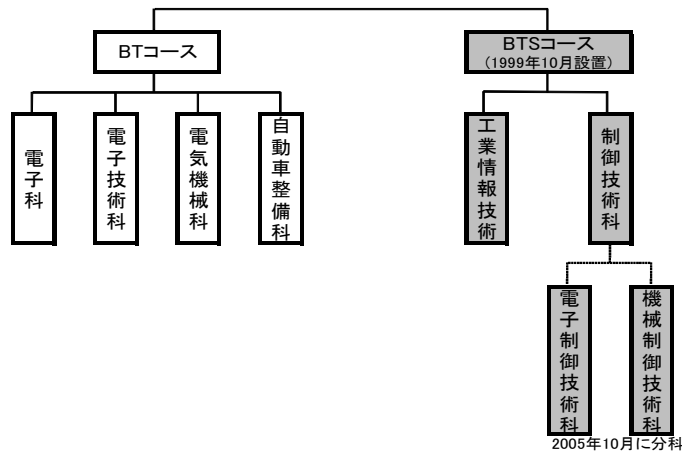 BTコース
BTSコース
(1999年10月設置)
電子科
電子技術科
電気機械科
自動車整備科
工業情報技術
制御技術科
電子制御技術科
機械制御技術科
2005年10月に分科